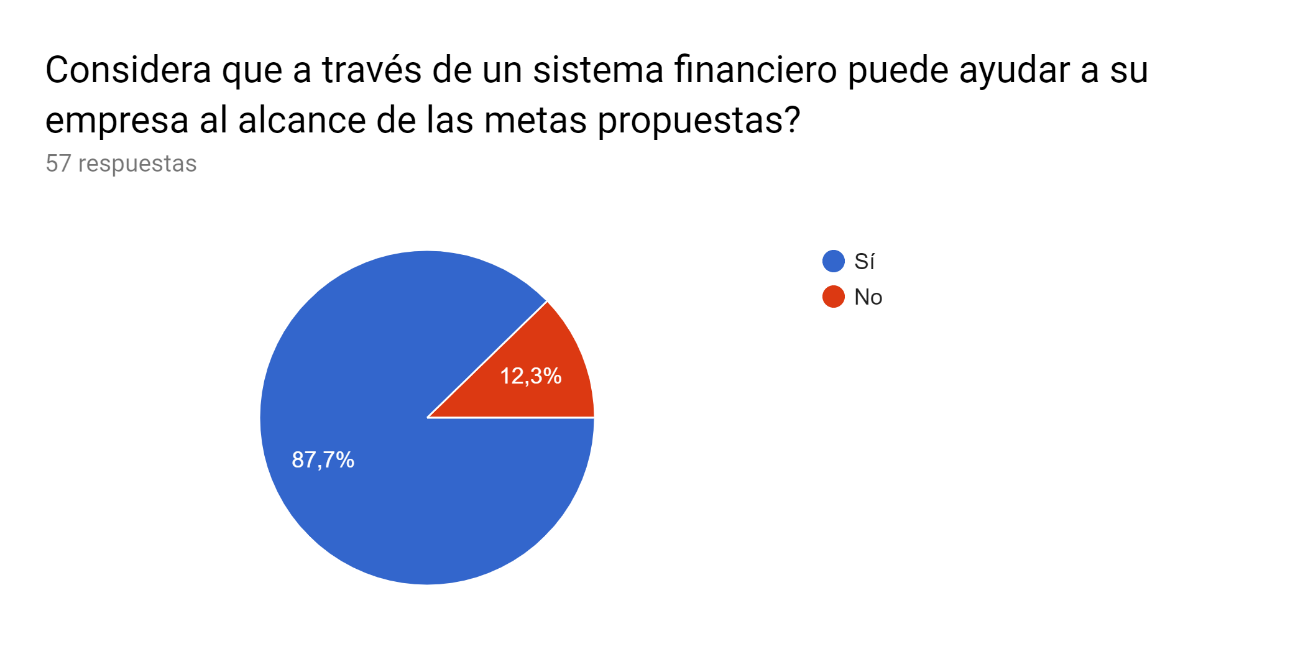 Considera que a través de un sistema financiero puede ayudar a su
empresa al alcance de las metas propuestas?
57 respuestas
Sí
No
12,3%
87,7%